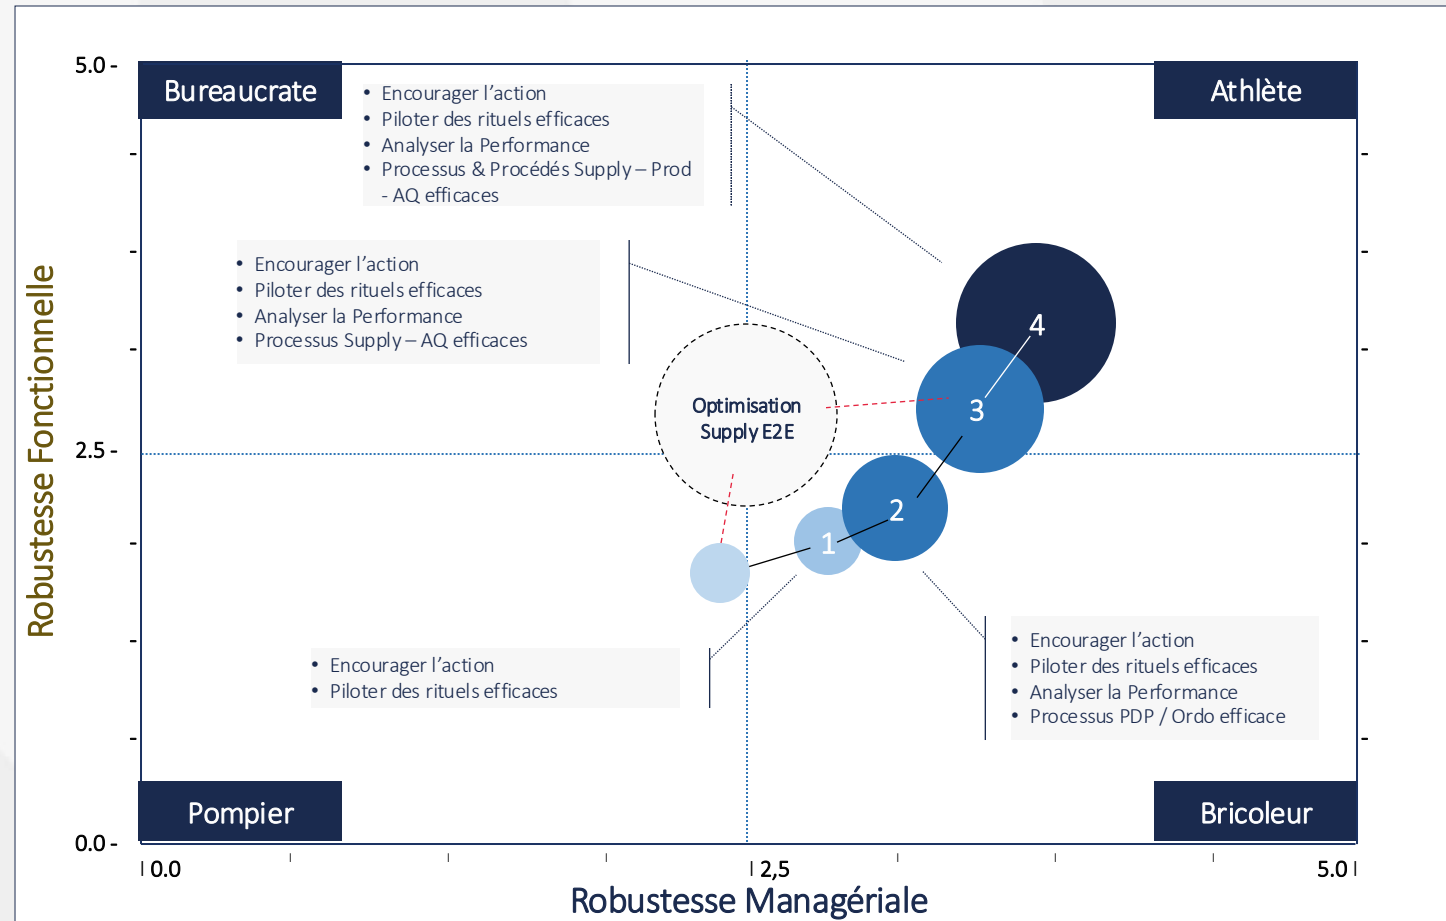 5.0 -
Bureaucrate
Athlète
• Encourager l’action
• Piloter des rituels efficaces
• Analyser la Performance
• Processus & Procédés Supply – Prod
- AQ efficaces
• Encourager l’action
• Piloter des rituels efficaces
• Analyser la Performance
• Processus Supply – AQ efficaces
4
3
Optimisation
Supply E2E
2.5 -
2
1
• Encourager l’action
• Piloter des rituels efficaces
• Encourager l’action
• Piloter des rituels efficaces
• Analyser la Performance
• Processus PDP / Ordo efficace
Robustesse Fonctionnelle
Pompier
Bricoleur
0.0 -
0.0
2,5
5.0
Robustesse Managériale